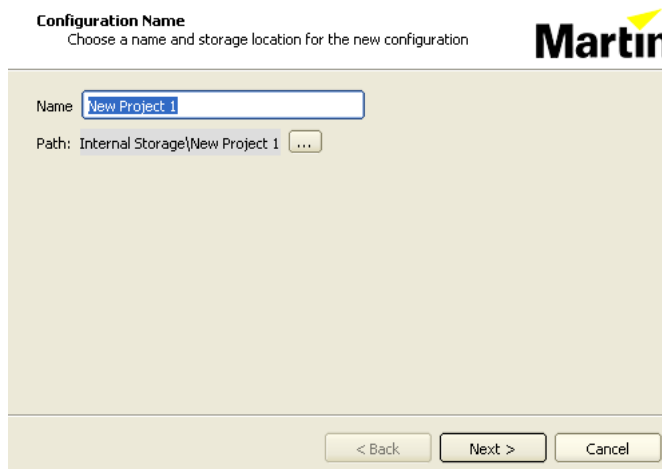 Configuration Name
Choose a name and storage location for the new configuration
Martin
Name New Project 1
Path: Internal Storage\New Project 1 ...
< Back Next > Cancel